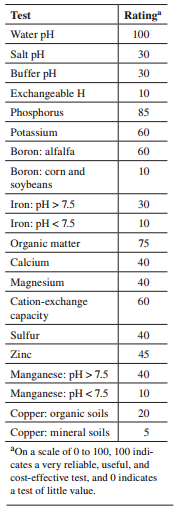 Test Ratingª
Water pH 100
Salt pH 30
Buffer pH 30
Exchangeable H 10
Phosphorus 85
Potassium 60
Boron: alfalfa 60
Boron: corn and
soybeans 10
Iron: pH > 7.5 30
Iron: pH < 7.5 10
Organic matter 75
Calcium 40
Magnesium 40
Cation-exchange
capacity 60
Sulfur 40
Zinc 45
Manganese: pH > 7.5 40
Manganese: pH < 7.5 10
Copper: organic soils 20
Copper: mineral soils 5
ªOn a scale of 0 to 100, 100 indi-
cates a very reliable, useful, and
cost-effective test, and 0 indicates
a test of little value.